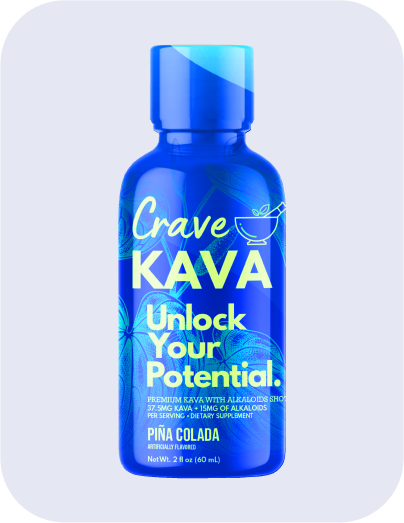 Crave
KAVA
Unlock
Your
Potential.
PREMIUM KAVA WITH ALKALOIDS SHOT
37.5MG KAVA + 15MG OF ALKALOIDS
PER SERVING • DIETARY SUPPLEMENT
PIÑA COLADA
ARTIFICIALLY FLAVORED
Net Wt. 2 fl oz (60 mL)